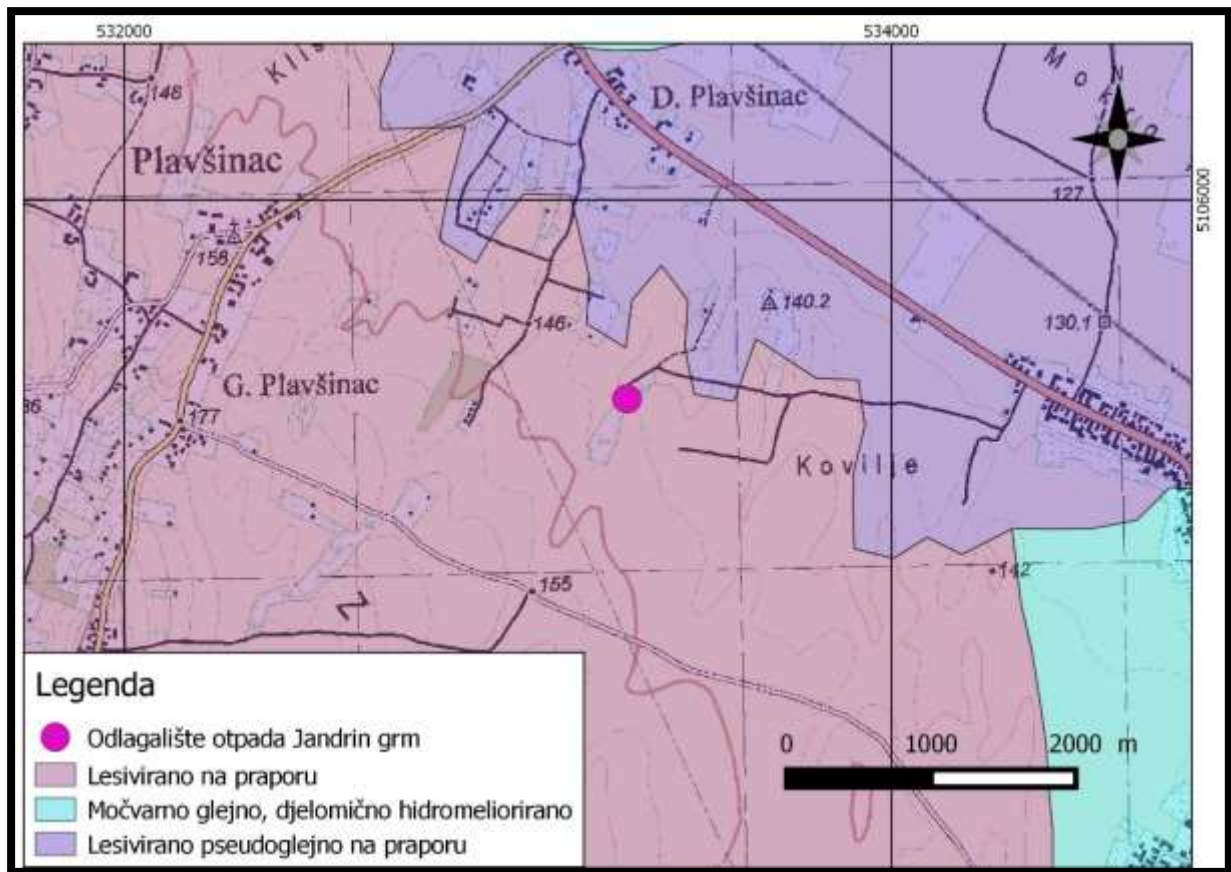 532000
534000
5106000
148
Plavšinac
D. Plavšinac
N
127
158
140.2
146
130.1
G. Plavšinac
177
Kovilje
142
155
Z
Legenda
Odlagalište otpada Jandrin grm
Lesivirano na praporu
Močvarno glejno, djelomično hidromeliorirano
Lesivirano pseudoglejno na praporu
0 1000 2000 m